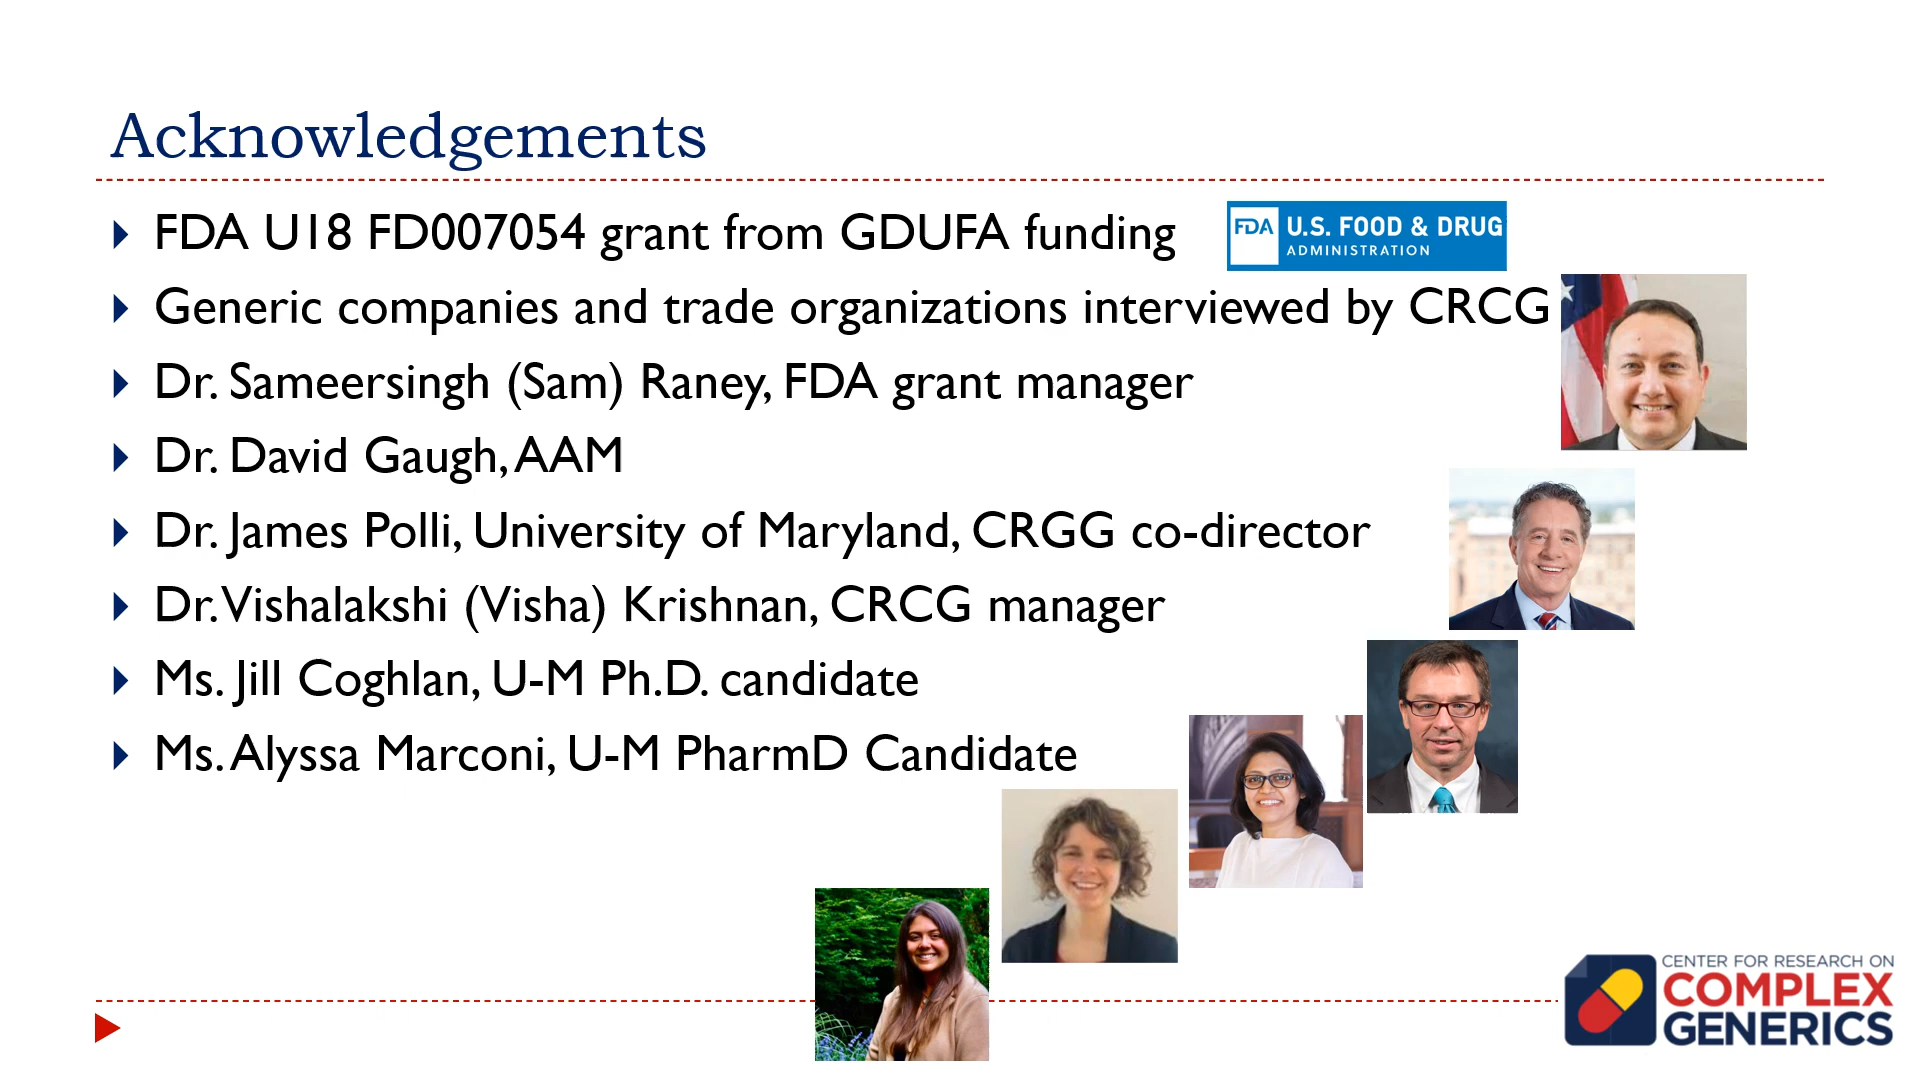 Acknowledgements
FDA U18 FD007054 grant from GDUFA funding
FDA U.S. FOOD & DRUG
ADMINISTRATION
Generic companies and trade organizations interviewed by CRCG
Dr. Sameersingh (Sam) Raney, FDA grant manager
Dr. David Gaugh, AAM
Dr. James Polli, University of Maryland, CRGG co-director
Dr. Vishalakshi (Visha) Krishnan, CRCG manager
Ms. Jill Coghlan, U-M Ph.D. candidate
Ms. Alyssa Marconi, U-M PharmD Candidate
CENTER FOR RESEARCH ON
COMPLEX
GENERICS